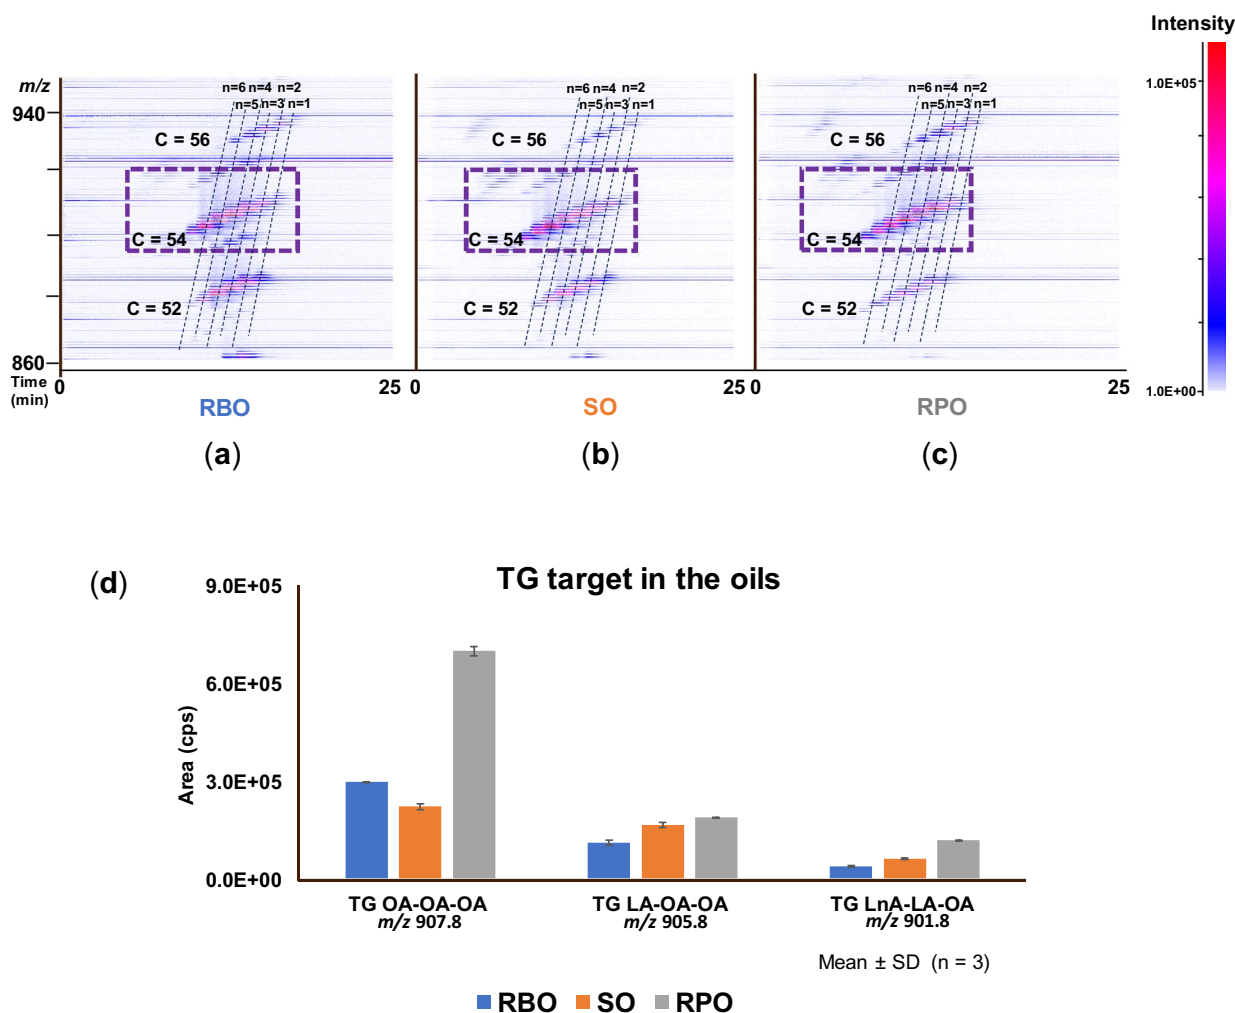 Intensity
1.0E+05
1.0E+00
m/z
940
860
Time
(min)
n=6 n=4 n=2
n=5 n=3 n=1
C = 56
C = 54
C = 52
0
25
RBO
(a)
n=6 n=4 n=2
n=5 n=3 n=1
C = 56
C = 54
C = 52
0
25
SO
(b)
n=6 n=4 n=2
n=5 n=3 n=1
C = 56
C = 54
C = 52
0
25
RPO
(c)
(d)
TG target in the oils
Area (cps)
9.0E+05
6.0E+05
3.0E+05
0.0E+00
TG OA-OA-OA
m/z 907.8
TG LA-OA-OA
m/z 905.8
TG LnA-LA-OA
m/z 901.8
Mean ± SD (n = 3)
RBO SO RPO